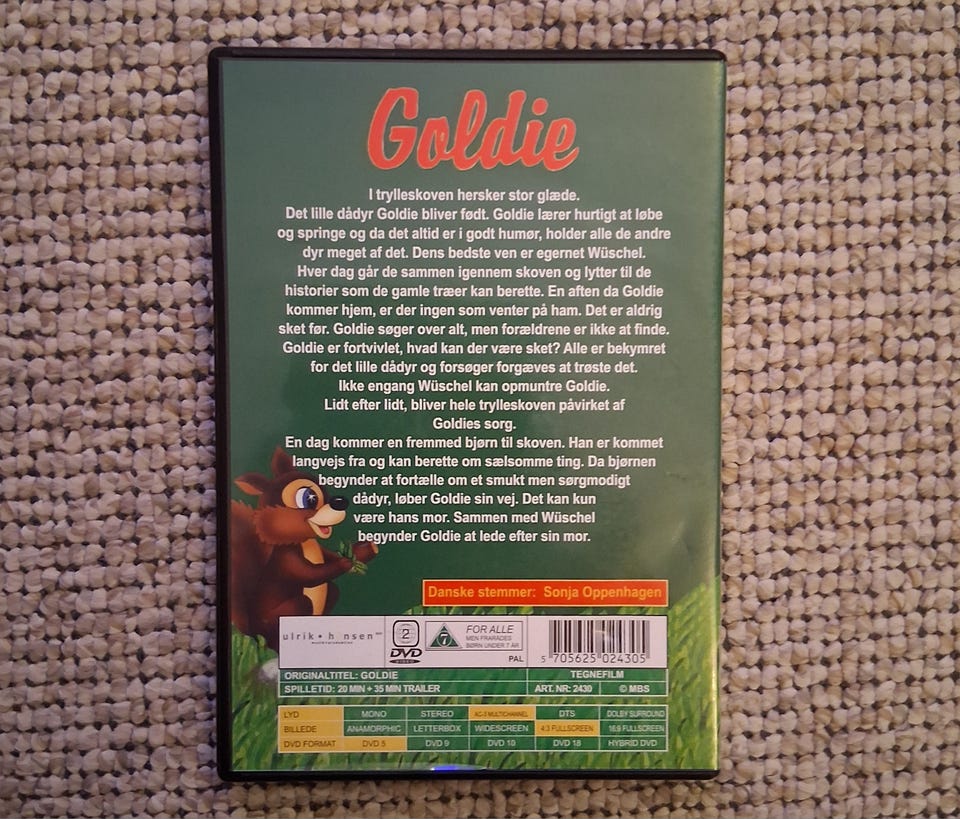 Goldie
I trylleskoven hersker stor glæde.
Det lille dådyr Goldie bliver født. Goldie lærer hurtigt at løbe
og springe og da det altid er i godt humør, holder alle de andre
dyr meget af det. Dens bedste ven er egernet Wüschel.
Hver dag går de sammen igennem skoven og lytter til de
historier som de gamle træer kan berette. En aften da Goldie
kommer hjem, er der ingen som venter på ham. Det er aldrig
sket før. Goldie søger over alt, men forældrene er ikke at finde.
Goldie er fortvivlet, hvad kan der være sket? Alle er bekymret
for det lille dådyr og forsøger forgæves at trøste det.
Ikke engang Wüschel kan opmuntre Goldie.
Lidt efter lidt, bliver hele trylleskoven påvirket af
Goldies sorg.
En dag kommer en fremmed bjørn til skoven. Han er kommet
langvejs fra og kan berette om sælsomme ting. Da bjørnen
begynder at fortælle om et smukt men sørgmodigt
dådyr, løber Goldie sin vej. Det kan kun
være hans mor. Sammen med Wüschel
begynder Goldie at lede efter sin mor.
Danske stemmer: Sonja Oppenhagen
ulrik h nsen
2
DVD
VIDEO
7
FOR ALLE
MEN FRARÅDES
BØRN UNDER 7 ÅR
PAL
5 705625 024305
ORIGINALTITEL: GOLDIE TEGNEFILM
SPILLETID: 20 MIN + 35 MIN TRAILER ART. NR: 2430 © MBS
LYD MONO STEREO AC-3 MULTICHANNEL DTS DOLBY SURROUND
BILLEDE ANAMORPHIC LETTERBOX WIDESCREEN 4:3 FULLSCREEN 16:9 FULLSCREEN
DVD FORMAT DVD 5 DVD 9 DVD 10 DVD 18 HYBRID DVD